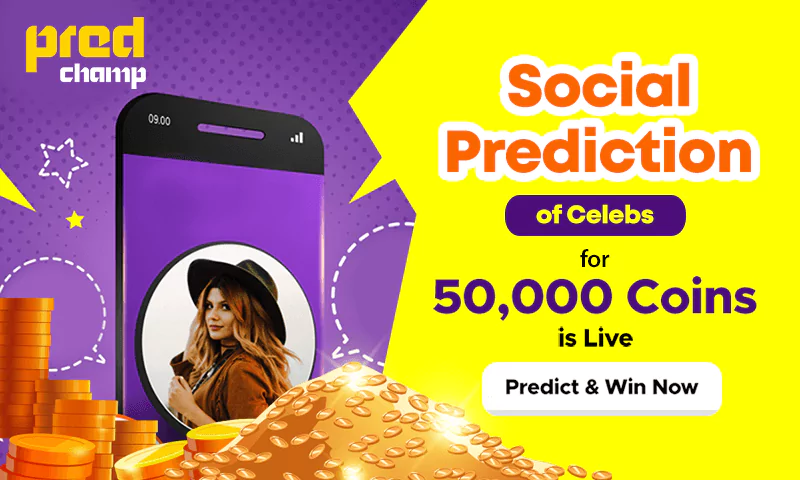 pred
champ
09.00
Social
Prediction
of Celebs
for
50,000 Coins
is Live
Predict & Win Now